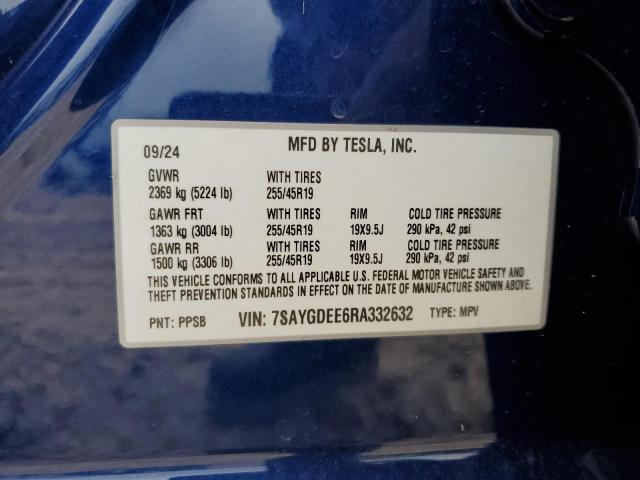 09/24 MFD BY TESLA, INC.
GVWR WITH TIRES
2369 kg (5224 lb) 255/45R19
GAWR FRT WITH TIRES RIM COLD TIRE PRESSURE
1363 kg (3004 lb) 255/45R19 19X9.5J 290 kPa, 42 psi
GAWR RR WITH TIRES RIM COLD TIRE PRESSURE
1500 kg (3306 lb) 255/45R19 19X9.5J 290 kPa, 42 psi
THIS VEHICLE CONFORMS TO ALL APPLICABLE U.S. FEDERAL MOTOR VEHICLE SAFETY AND
THEFT PREVENTION STANDARDS IN EFFECT ON THE DATE OF MANUFACTURE SHOWN ABOVE.
PNT: PPSB VIN: 7SAYGDEE6RA332632 TYPE: MPV